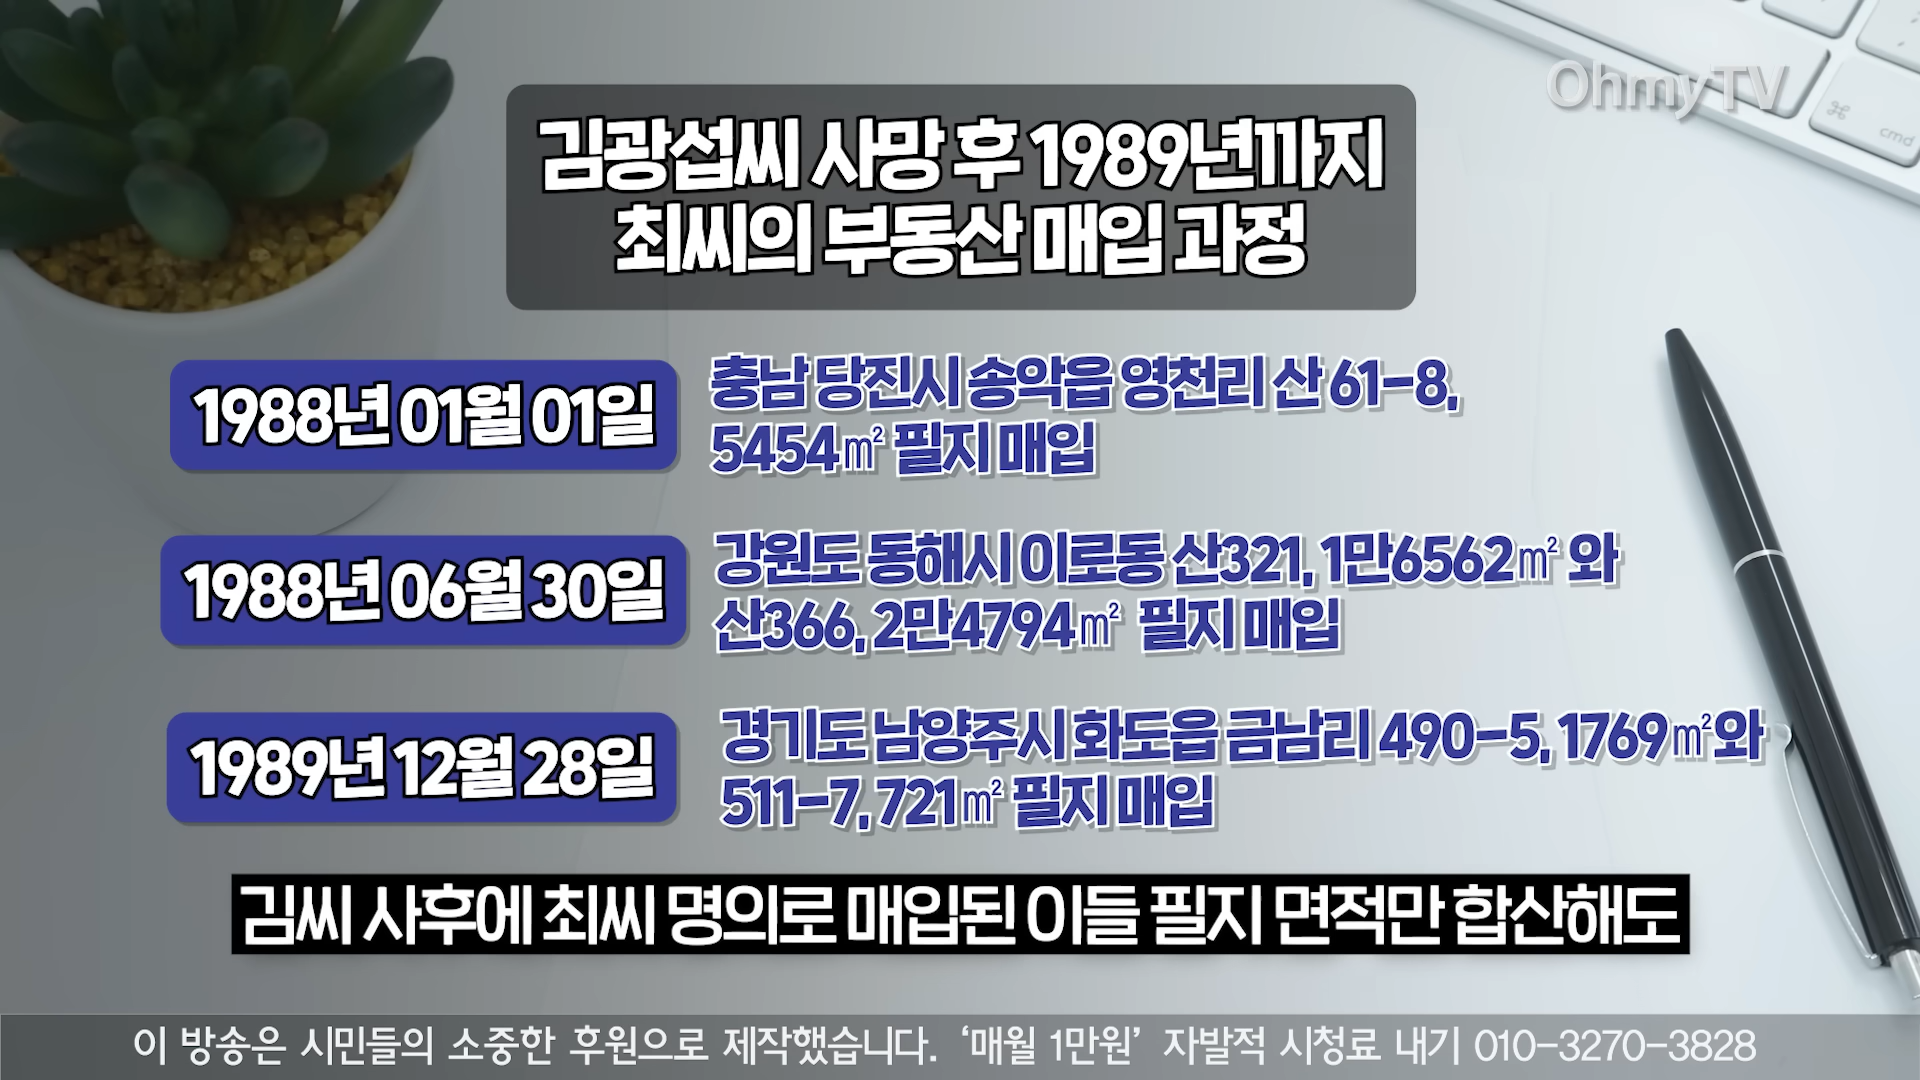 OhmyTV
cmd
김광섭씨 사망 후 1989년까지
최씨의 부동산 매입 과정
1988년 01월 01일
충남 당진시 송악읍 영천리 산 61-8,
5454㎡ 필지 매입
1988년 06월 30일
강원도 동해시 이로동 산321, 1만6562㎡ 와
산366, 2만4794㎡ 필지 매입
1989년 12월 28일
경기도 남양주시 화도읍 금남리 490-5, 1769㎡와
511-7, 721㎡ 필지 매입
김씨 사후에 최씨 명의로 매입된 이들 필지 면적만 합산해도
이 방송은 시민들의 소중한 후원으로 제작했습니다. ‘매월 1만원’ 자발적 시청료 내기 010-3270-3828